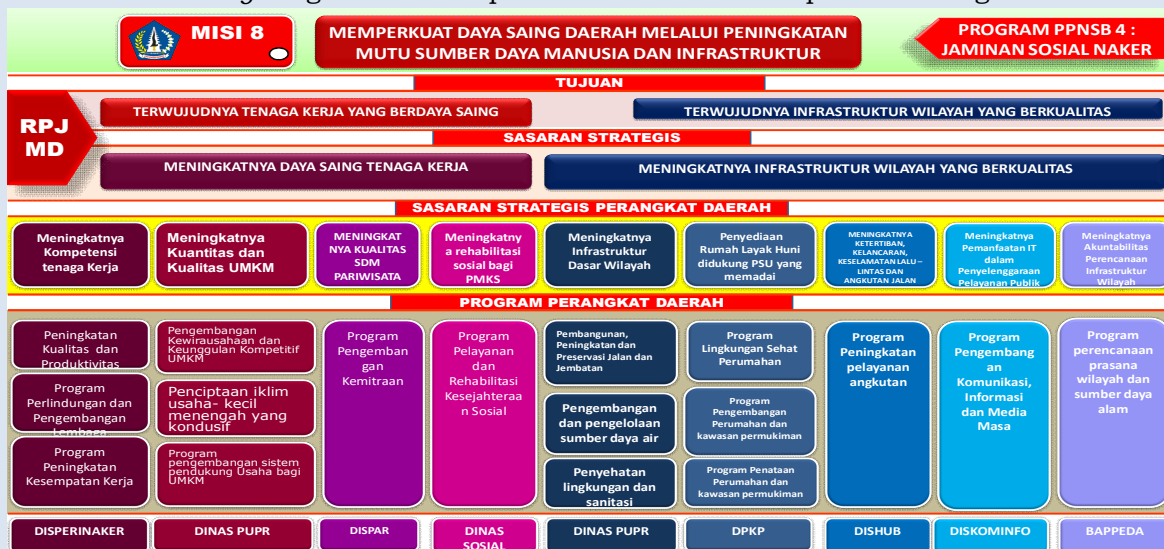 MISI 8
MEMPERKUAT DAYA SAING DAERAH MELALUI PENINGKATAN
MUTU SUMBER DAYA MANUSIA DAN INFRASTRUKTUR
PROGRAM PPNSB 4 :
JAMINAN SOSIAL NAKER
TUJUAN
RPJ
MD
TERWUJUDNYA TENAGA KERJA YANG BERDAYA SAING
TERWUJUDNYA INFRASTRUKTUR WILAYAH YANG BERKUALITAS
SASARAN STRATEGIS
MENINGKATNYA DAYA SAING TENAGA KERJA
MENINGKATNYA INFRASTRUKTUR WILAYAH YANG BERKUALITAS
SASARAN STRATEGIS PERANGKAT DAERAH
Meningkatnya
Kompetensi
tenaga Kerja
Meningkatnya
Kuantitas dan
Kualitas UMKM
MENINGKAT
NYA KUALITAS
SDM
PARIWISATA
Meningkatny
a rehabilitasi
sosial bagi
PMKS
Meningkatnya
Infrastruktur
Dasar Wilayah
Penyediaan
Rumah Layak Huni
didukung PSU yang
memadai
MENINGKATNYA
KETERTIBAN,
KELANCARAN,
KESELAMATAN LALU –
LINTAS DAN
ANGKUTAN JALAN
Meningkatnya
Pemanfaatan IT
dalam
Penyelenggaraan
Pelayanan Publik
Meningkatnya
Akuntabilitas
Perencanaan
Infrastruktur
Wilayah
PROGRAM PERANGKAT DAERAH
Peningkatan
Kualitas dan
Produktivitas
Program
Perlindungan dan
Pengembangan
Lembaga
Program
Peningkatan
Kesempatan Kerja
Pengembangan
Kewirausahaan dan
Keunggulan Kompetitif
UMKM
Penciptaan iklim
usaha- kecil
menengah yang
kondusif
Program
pengembangan sistem
pendukung Usaha bagi
UMKM
Program
Pengemban
gan
Kemitraan
Program
Pelayanan
dan
Rehabilitasi
Kesejahteraa
n Sosial
Pembangunan,
Peningkatan dan
Preservasi Jalan dan
Jembatan
Pengembangan
dan pengelolaan
sumber daya air
Penyehatan
lingkungan dan
sanitasi
Program
Lingkungan Sehat
Perumahan
Program
Pengembangan
Perumahan dan
kawasan permukiman
Program Penataan
Perumahan dan
kawasan permukiman
Program
Peningkatan
pelayanan
angkutan
Program
Pengembang
an
Komunikasi,
Informasi
dan Media
Masa
Program
perencanaan
prasana
wilayah dan
sumber daya
alam
DISPERINAKER
DINAS PUPR
DISPAR
DINAS
SOSIAL
DINAS PUPR
DPKP
DISHUB
DISKOMINFO
BAPPEDA